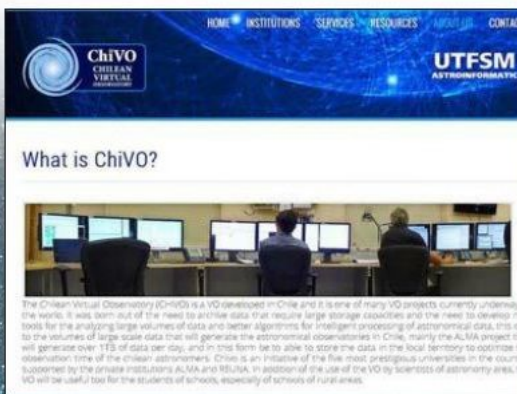 HOME INSTITUTIONS SERVICES RESOURCES ABOUT US CONTAC
ChiVO
CHILEAN
VIRTUAL
OBSERVATORY
UTFSM
ASTROINFORMATIC
What is ChiVO?
The Chilean Virtual Observatory (ChiVO) is a VO developed in Chile and it is one of many VO projects currently underway
the world. It was born out of the need to archive data that require large storage capacities and the need to develop
tools for the analyzing large volumes of data and better algorithms for intelligent processing of astronomical data, this
to the volumes of large scale data that will generate the astronomical observatories in Chile, mainly the ALMA project
will generate over 1TB of data per day, and in this form be to able to store the data in the local territory to optimize
observation time of the chilean astronomers. Chivo is an initiative of the five most prestigious universities in the
supported by the private institutions ALMA and REUNA. In addition of the use of the VO by scientists of astronomy area,
VO will be useful too for the students of schools, especially of schools of rural areas.